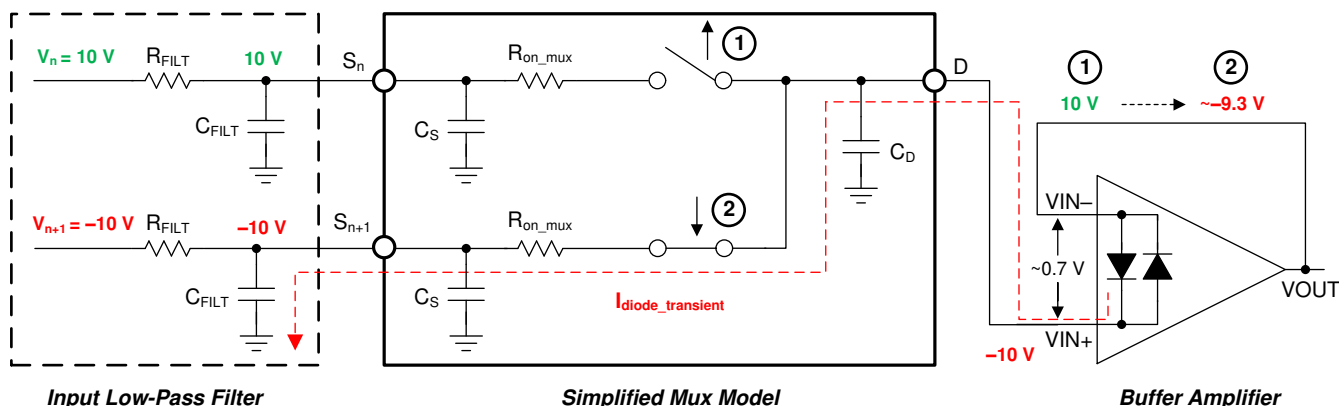 Vn = 10 V
RFILT
10 V
Sn
Ron_mux
1
D
1
2
10 V
~–9.3 V
CFILT
CS
CD
VIN–
Vn+1 = –10 V
RFILT
–10 V
Sn+1
Ron_mux
2
~0.7 V
CFILT
CS
Idiode_transient
VOUT
VIN+
–10 V
Input Low-Pass Filter
Simplified Mux Model
Buffer Amplifier